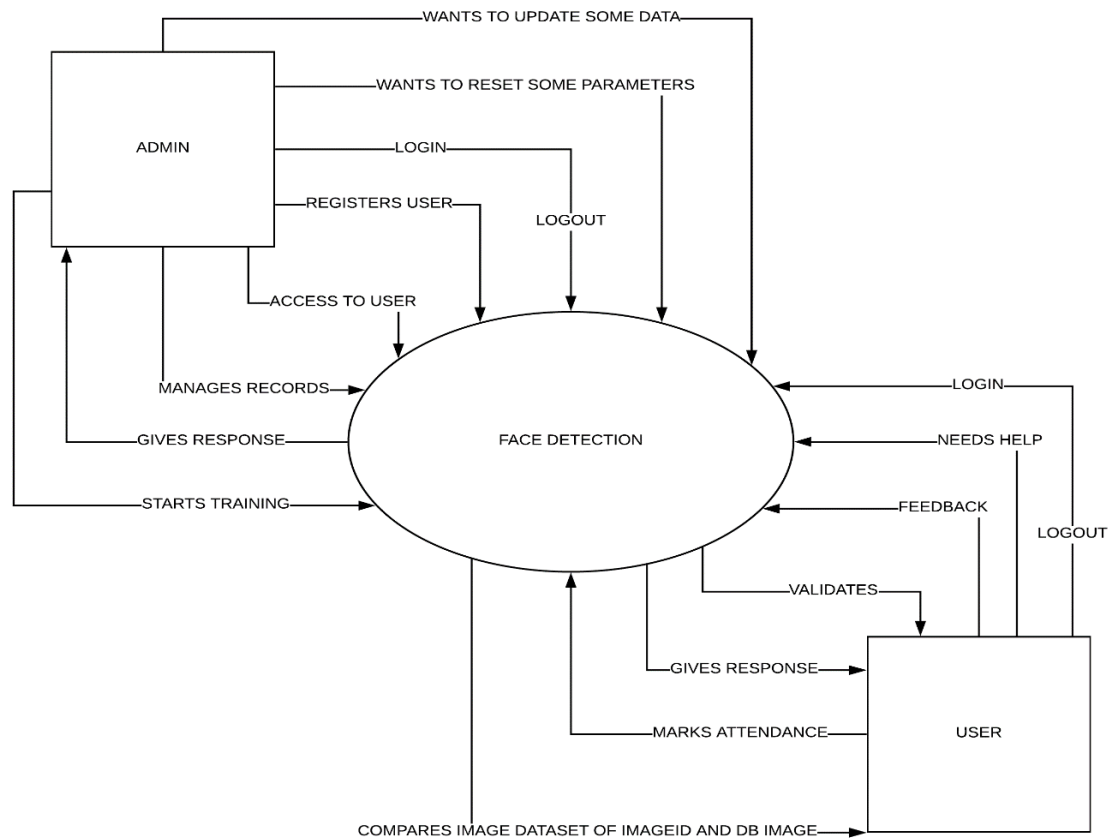 WANTS TO UPDATE SOME DATA
WANTS TO RESET SOME PARAMETERS
ADMIN
LOGIN
REGISTERS USER
LOGOUT
ACCESS TO USER
MANAGES RECORDS
LOGIN
GIVES RESPONSE
FACE DETECTION
NEEDS HELP
STARTS TRAINING
FEEDBACK
LOGOUT
VALIDATES
GIVES RESPONSE
MARKS ATTENDANCE
USER
COMPARES IMAGE DATASET OF IMAGEID AND DB IMAGE